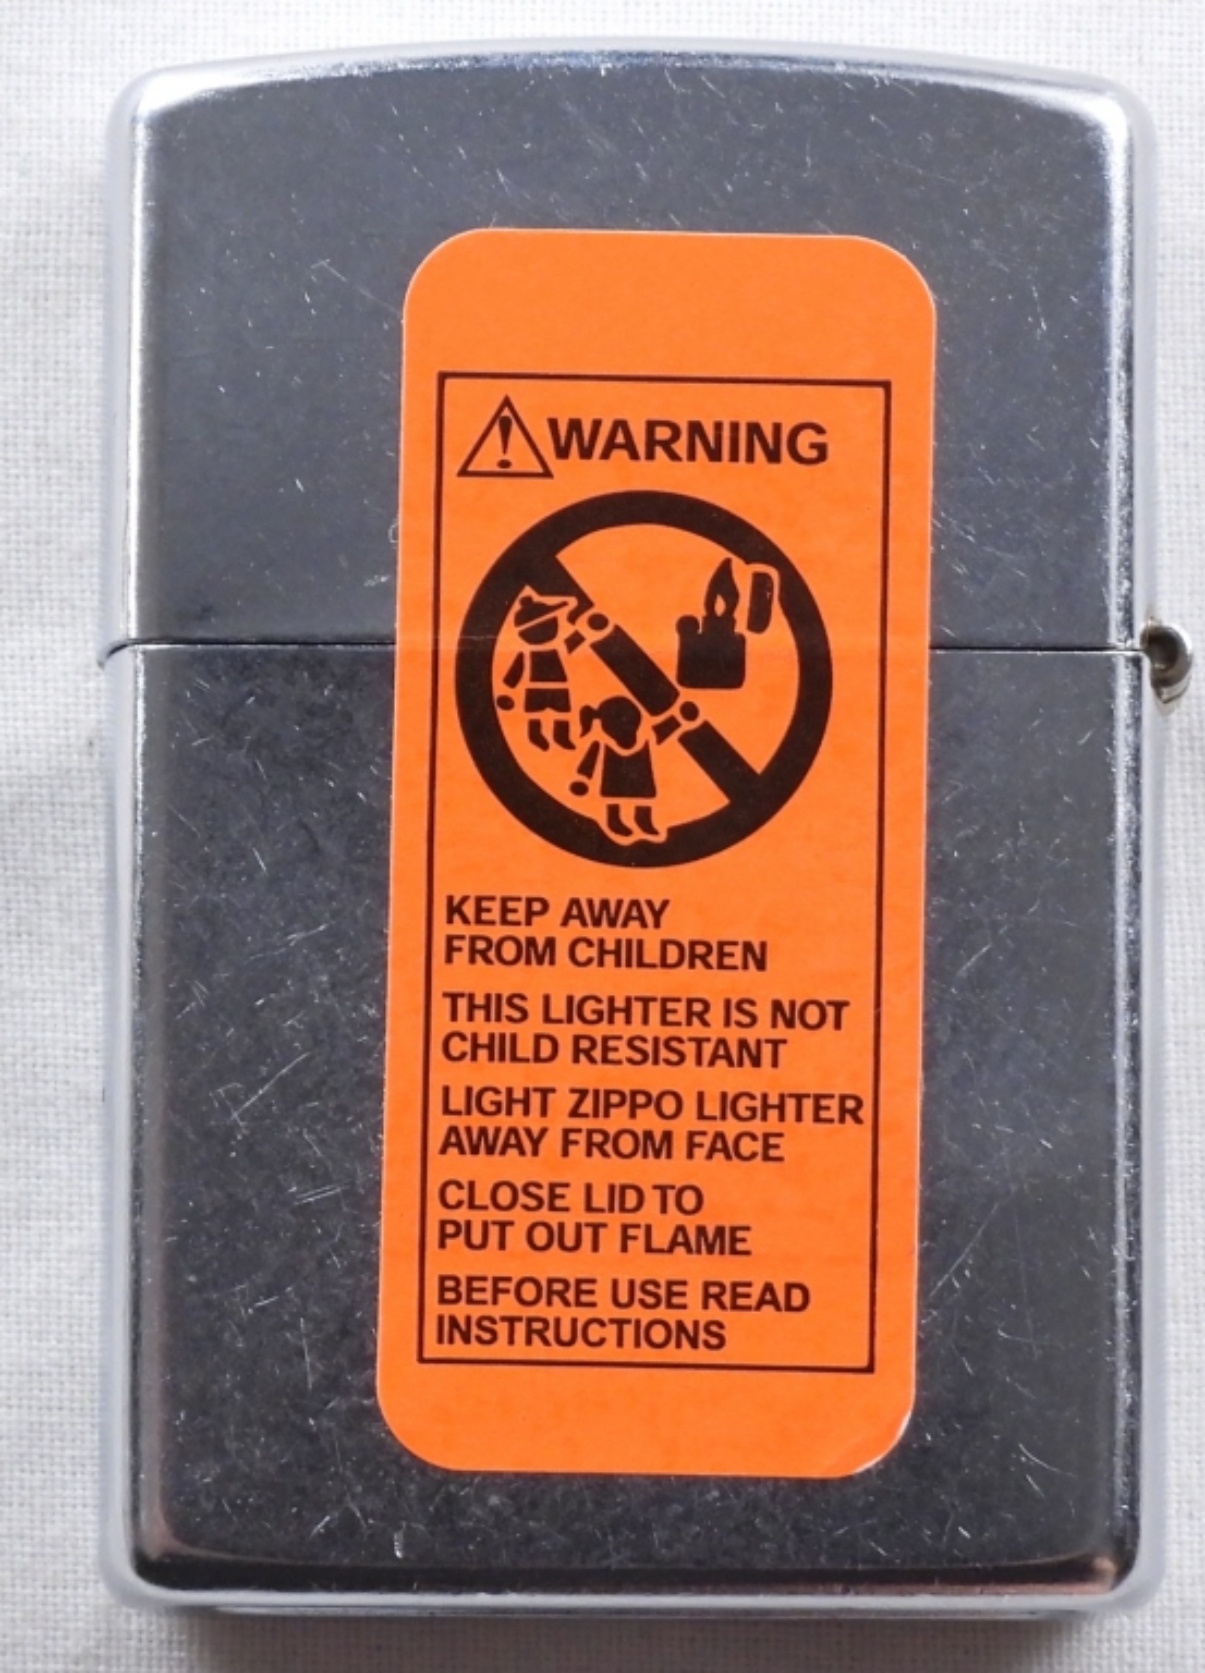 WARNING
KEEP AWAY
FROM CHILDREN
THIS LIGHTER IS NOT
CHILD RESISTANT
LIGHT ZIPPO LIGHTER
AWAY FROM FACE
CLOSE LID TO
PUT OUT FLAME
BEFORE USE READ
INSTRUCTIONS